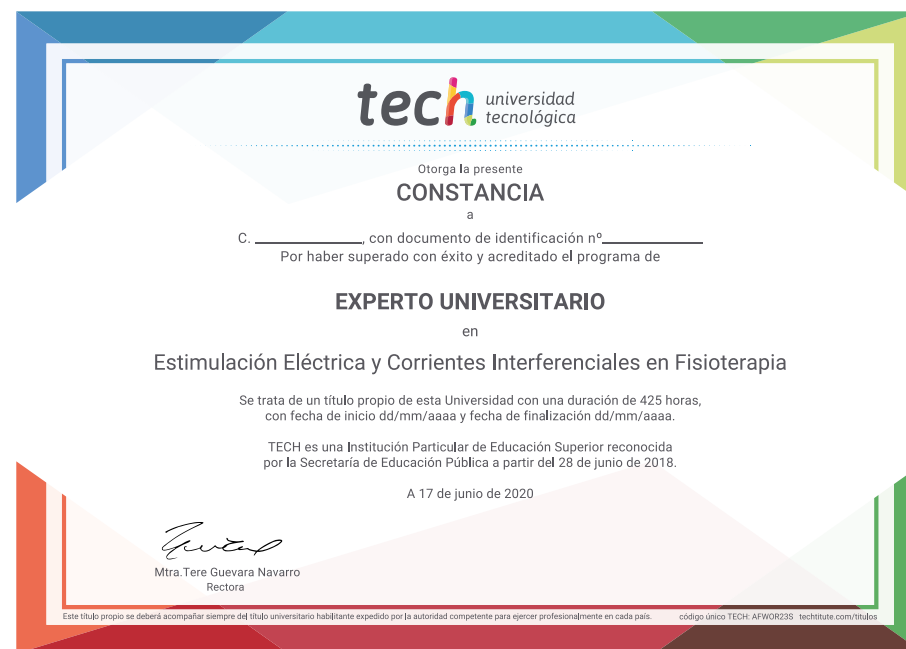 tech universidad
tecnológica
Otorga la presente
CONSTANCIA
a
C. ____________, con documento de identificación nº____________
Por haber superado con éxito y acreditado el programa de
EXPERTO UNIVERSITARIO
en
Estimulación Eléctrica y Corrientes Interferenciales en Fisioterapia
Se trata de un título propio de esta Universidad con una duración de 425 horas,
con fecha de inicio dd/mm/aaaa y fecha de finalización dd/mm/aaaa.
TECH es una Institución Particular de Educación Superior reconocida
por la Secretaría de Educación Pública a partir del 28 de junio de 2018.
A 17 de junio de 2020
Mtra.Tere Guevara Navarro
Rectora
Este título propio se deberá acompañar siempre del título universitario habilitante expedido por la autoridad competente para ejercer profesionalmente en cada país. código único TECH: AFWOR23S techtitute.com/titulos